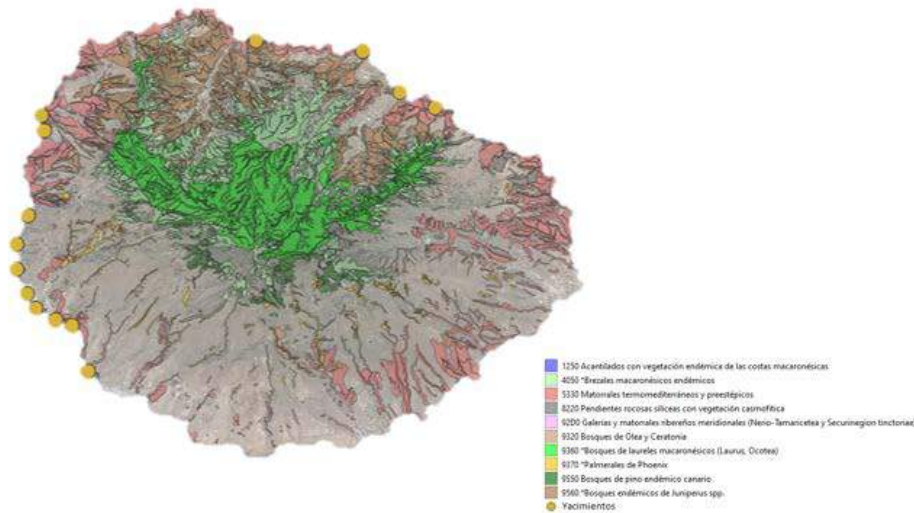 1250 Acantilados con vegetación endémica de las costas macaronésicas
4050 *Brezales macaronésicos endémicos
5330 Matorrales termomediterráneos y preestépicos
8220 Pendientes rocosas silíceas con vegetación casmofítica
92D0 Galerías y matorrales ribereños meridionales (Nerio-Tamaricetea y Securinegion tinctoriae)
9320 Bosques de Olea y Ceratonia
9360 *Bosques de laureles macaronésicos (Laurus, Ocotea)
9370 *Palmerales de Phoenix
9550 Bosques de pino endémico canario
9560 *Bosques endémicos de Juniperus spp.
Yacimientos